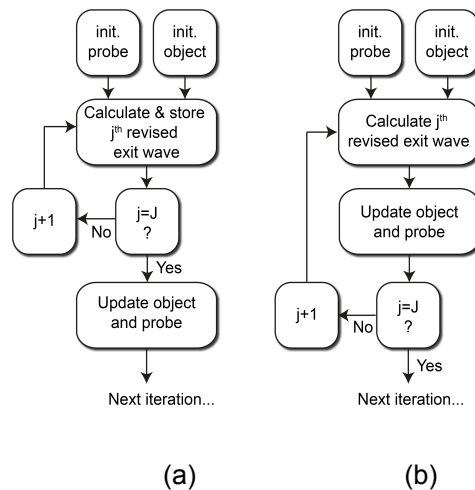 init.
probe
init.
object
Calculate & store
jth revised
exit wave
j+1
No
j=J
?
Yes
Update object
and probe
Next iteration...
(a)
init.
probe
init.
object
Calculate jth
revised exit wave
Update object
and probe
j+1
No
j=J
?
Yes
Next iteration...
(b)